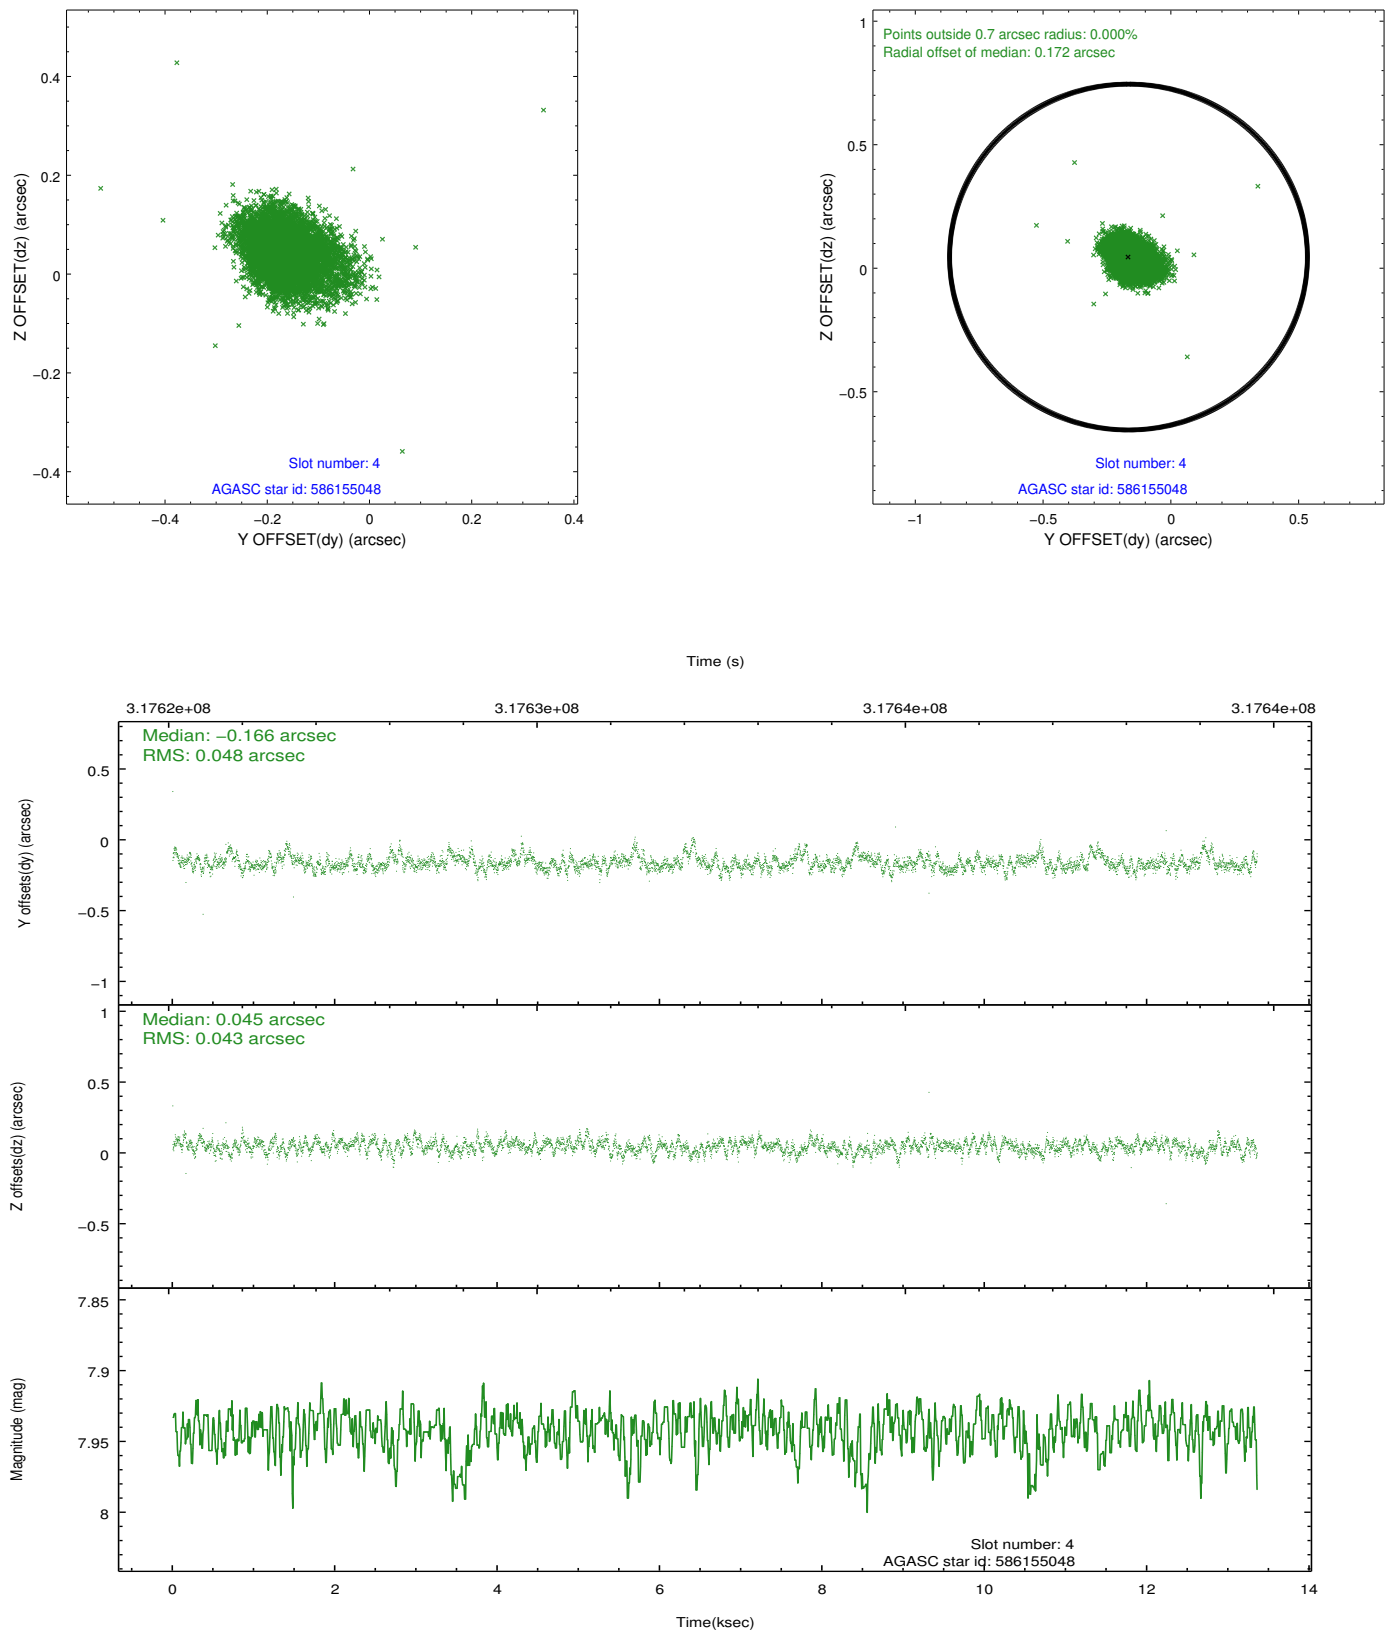 0.4
0.2
0
−0.2
−0.4
Z OFFSET(dz) (arcsec)
Slot number: 4
AGASC star id: 586155048
−0.4
−0.2
0
0.2
0.4
Y OFFSET(dy) (arcsec)
Points outside 0.7 arcsec radius: 0.000%
Radial offset of median: 0.172 arcsec
1
0.5
0
−0.5
Z OFFSET(dz) (arcsec)
Slot number: 4
AGASC star id: 586155048
−1
−0.5
0
0.5
Y OFFSET(dy) (arcsec)
Time (s)
3.1762e+08
3.1763e+08
3.1764e+08
3.1764e+08
Median: −0.166 arcsec
RMS: 0.048 arcsec
0.5
0
−0.5
−1
Y offsets(dy) (arcsec)
Median: 0.045 arcsec
RMS: 0.043 arcsec
1
0.5
0
−0.5
Z offsets(dz) (arcsec)
7.85
7.9
7.95
8
Magnitude (mag)
Slot number: 4
AGASC star id: 586155048
0
2
4
6
8
10
12
14
Time(ksec)